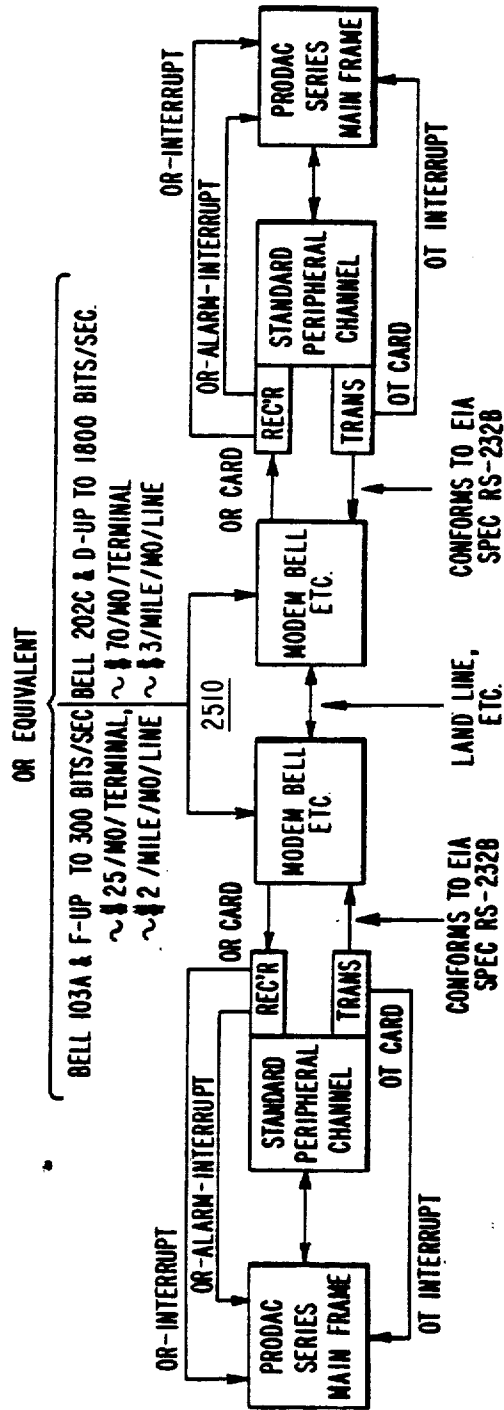 OR EQUIVALENT
BELL 103A & F-UP TO 300 BITS/SEC BELL 202C & D-UP TO 1800 BITS/SEC.
~$25/MO/TERMINAL, ~$70/MO/TERMINAL
~$2/MILE/MO/LINE ~$3/MILE/MO/LINE
2510
OR-INTERRUPT
OR-ALARM-INTERRUPT
PRODAC
SERIES
MAIN FRAME
STANDARD
PERIPHERAL
CHANNEL
REC'R
TRANS
OR CARD
OT CARD
OT INTERRUPT
CONFORMS TO EIA
SPEC RS-232B
MODEM BELL
ETC.
LAND LINE,
ETC.
MODEM BELL
ETC.
CONFORMS TO EIA
SPEC RS-232B
OR CARD
OT CARD
REC'R
TRANS
STANDARD
PERIPHERAL
CHANNEL
OR-INTERRUPT
OR-ALARM-INTERRUPT
PRODAC
SERIES
MAIN FRAME
OT INTERRUPT